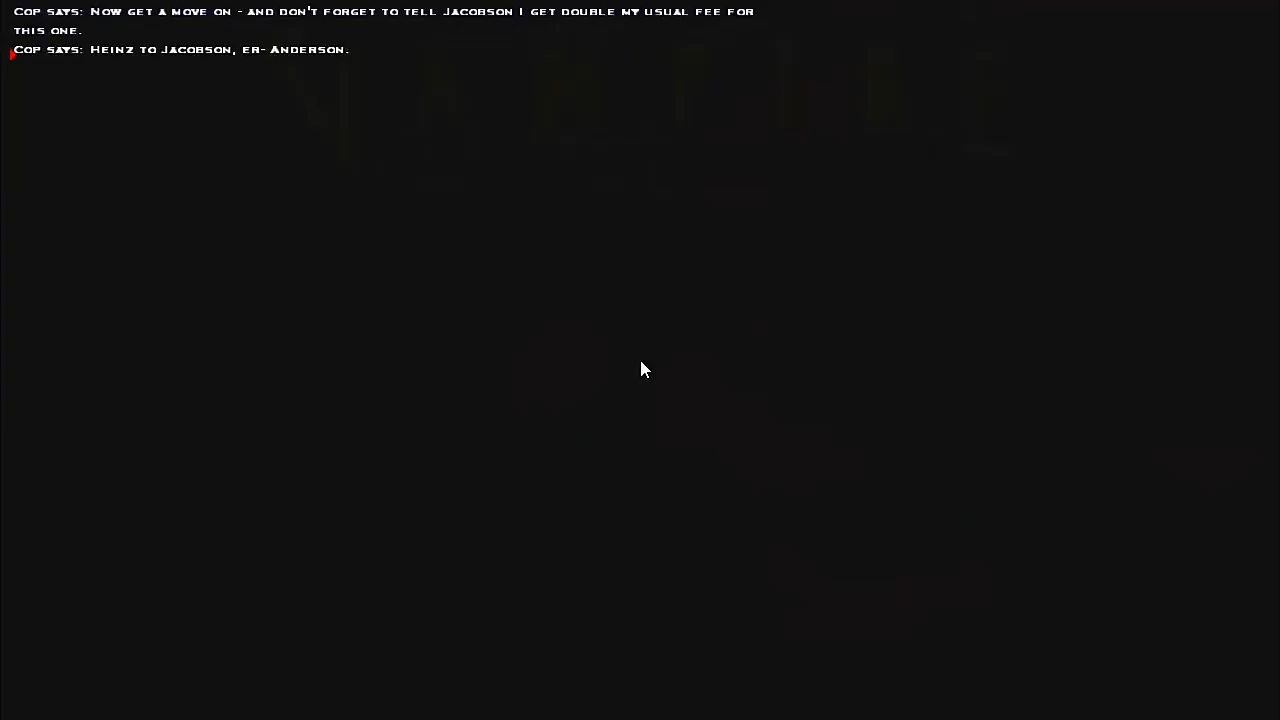 Cop says: Now get a move on - and don't forget to tell Jacobson I get double my usual fee for
this one.
Cop says: Heinz to Jacobson, er- Anderson.